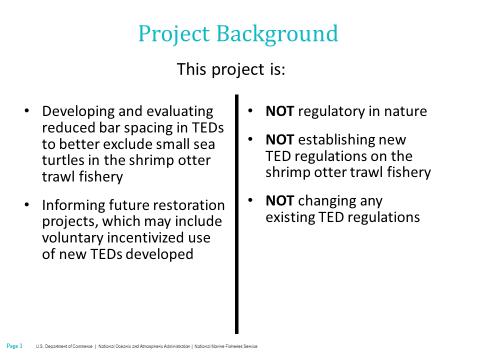 Project Background
This project is:
• Developing and evaluating
reduced bar spacing in TEDs
to better exclude small sea
turtles in the shrimp otter
trawl fishery
• Informing future restoration
projects, which may include
voluntary incentivized use
of new TEDs developed
• NOT regulatory in nature
• NOT establishing new
TED regulations on the
shrimp otter trawl fishery
• NOT changing any
existing TED regulations
Page 3 U.S. Department of Commerce | National Oceanic and Atmospheric Administration | National Marine Fisheries Service